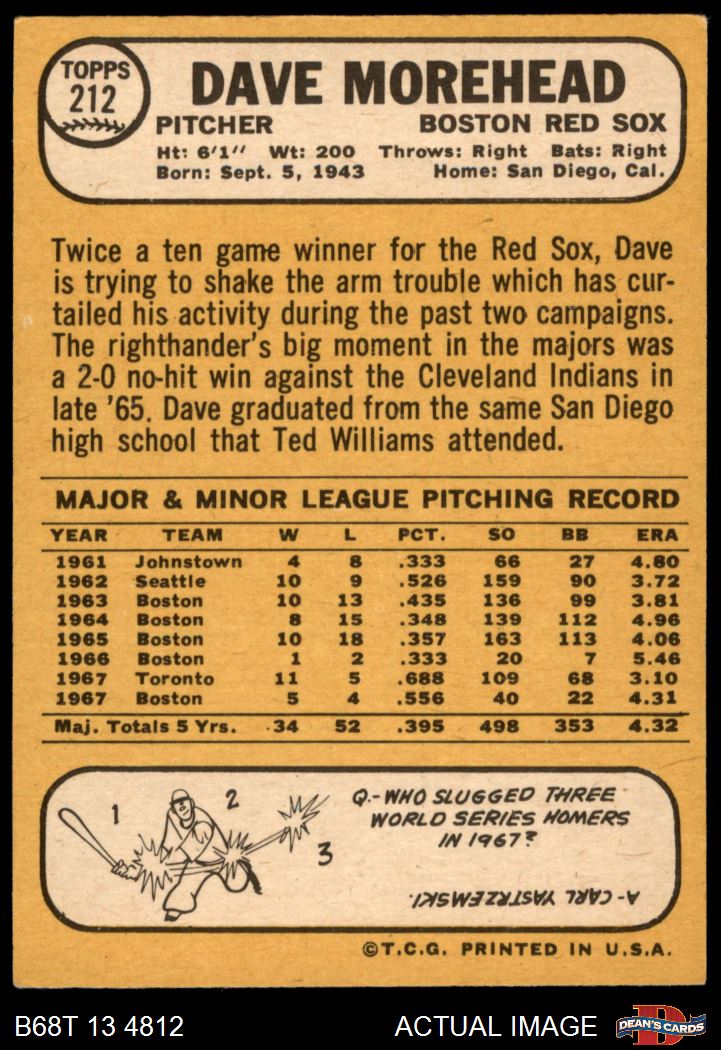 TOPPS
212
DAVE MOREHEAD
PITCHER BOSTON RED SOX
Ht: 6'1" Wt: 200 Throws: Right Bats: Right
Born: Sept. 5, 1943 Home: San Diego, Cal.
Twice a ten game winner for the Red Sox, Dave
is trying to shake the arm trouble which has cur-
tailed his activity during the past two campaigns.
The righthander's big moment in the majors was
a 2-0 no-hit win against the Cleveland Indians in
late '65. Dave graduated from the same San Diego
high school that Ted Williams attended.
MAJOR & MINOR LEAGUE PITCHING RECORD
YEAR TEAM W L PCT. SO BB ERA
1961 Johnstown 4 8 .333 66 27 4.80
1962 Seattle 10 9 .526 159 90 3.72
1963 Boston 10 13 .435 136 99 3.81
1964 Boston 8 15 .348 139 112 4.96
1965 Boston 10 18 .357 163 113 4.06
1966 Boston 1 2 .333 20 7 5.46
1967 Toronto 11 5 .688 109 68 3.10
1967 Boston 5 4 .556 40 22 4.31
Maj. Totals 5 Yrs. 34 52 .395 498 353 4.32
1 2 3
Q.-WHO SLUGGED THREE
WORLD SERIES HOMERS
IN 1967?
A-CARL YASTRZEMSKI.
©T.C.G. PRINTED IN U.S.A.
B68T 13 4812 ACTUAL IMAGE DEAN'S CARDS